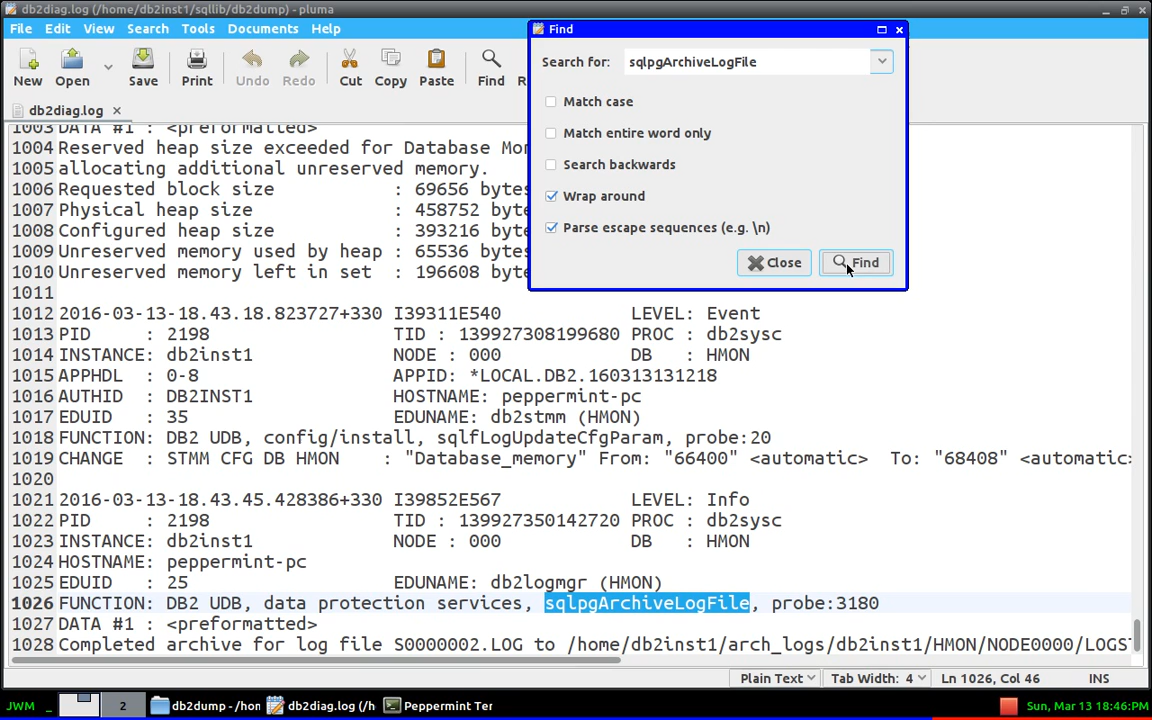 db2diag.log (/home/db2inst1/sqllib/db2dump) - pluma
File Edit View Search Tools Documents Help
New Open Save Print Undo Redo Cut Copy Paste Find R
db2diag.log
Find
Search for: sqlpgArchiveLogFile
Match case
Match entire word only
Search backwards
Wrap around
Parse escape sequences (e.g. \n)
Close Find
1003 DATA #1 : <preformatted>
1004 Reserved heap size exceeded for Database Mon
1005 allocating additional unreserved memory.
1006 Requested block size : 69656 bytes
1007 Physical heap size : 458752 byte
1008 Configured heap size : 393216 byte
1009 Unreserved memory used by heap : 65536 bytes
1010 Unreserved memory left in set : 196608 byte
1011
1012 2016-03-13-18.43.18.823727+330 I39311E540 LEVEL: Event
1013 PID : 2198 TID : 139927308199680 PROC : db2sysc
1014 INSTANCE: db2inst1 NODE : 000 DB : HMON
1015 APPHDL : 0-8 APPID: *LOCAL.DB2.160313131218
1016 AUTHID : DB2INST1 HOSTNAME: peppermint-pc
1017 EDUID : 35 EDUNAME: db2stmm (HMON)
1018 FUNCTION: DB2 UDB, config/install, sqlfLogUpdateCfgParam, probe:20
1019 CHANGE : STMM CFG DB HMON : "Database_memory" From: "66400" <automatic> To: "68408" <automatic>
1020
1021 2016-03-13-18.43.45.428386+330 I39852E567 LEVEL: Info
1022 PID : 2198 TID : 139927350142720 PROC : db2sysc
1023 INSTANCE: db2inst1 NODE : 000 DB : HMON
1024 HOSTNAME: peppermint-pc
1025 EDUID : 25 EDUNAME: db2logmgr (HMON)
1026 FUNCTION: DB2 UDB, data protection services, sqlpgArchiveLogFile, probe:3180
1027 DATA #1 : <preformatted>
1028 Completed archive for log file S0000002.LOG to /home/db2inst1/arch_logs/db2inst1/HMON/NODE0000/LOGST
Plain Text Tab Width: 4 Ln 1026, Col 46 INS
JWM _ 2 db2dump - /hon db2diag.log (/h Peppermint Ter Sun, Mar 13 18:46:PM